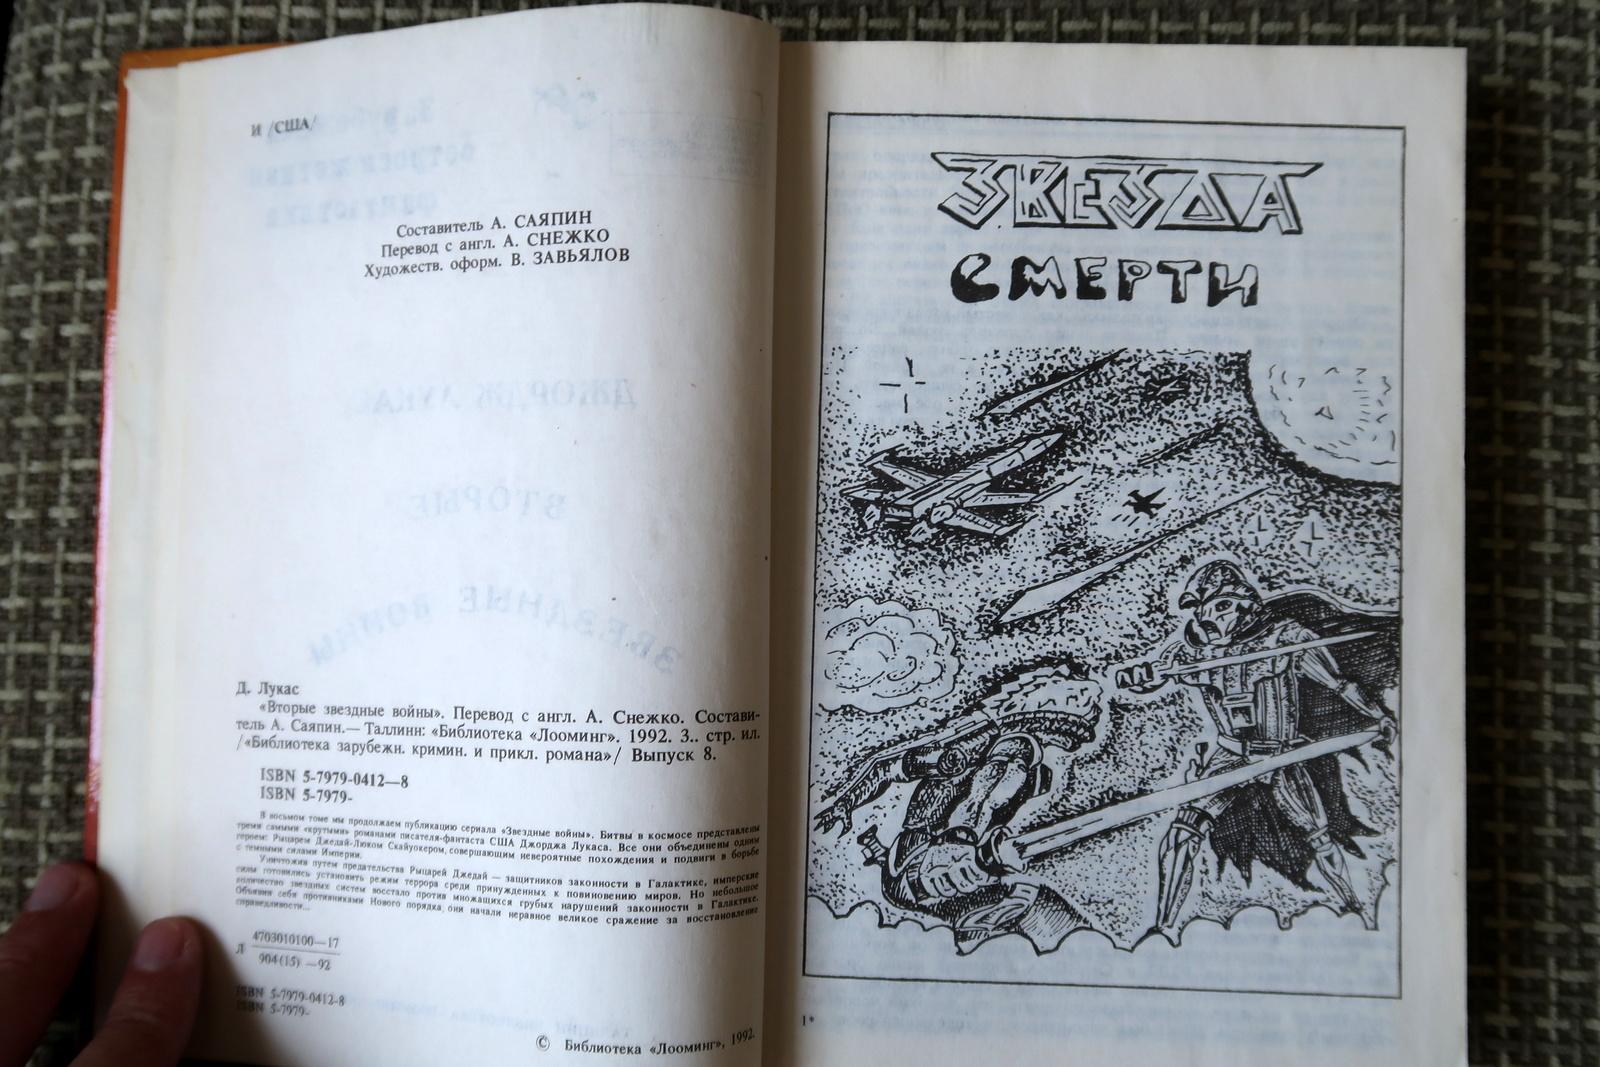 И /США/
Составитель А. САЯПИН
Перевод с англ. А. СНЕЖКО
Художеств. оформ. В. ЗАВЬЯЛОВ
Д. Лукас
«Вторые звездные войны». Перевод с англ. А. Снежко. Состави-
тель А. Саяпин.— Таллинн: «Библиотека «Лооминг». 1992. 3.. стр. ил.
/«Библиотека зарубежн. кримин. и прикл. романа»/ Выпуск 8.
ISBN 5-7979-0412—8
ISBN 5-7979-
В восьмом томе мы продолжаем публикацию сериала «Звездные войны». Битвы в космосе представлены
тремя самыми «крутыми» романами писателя-фантаста США Джорджа Лукаса. Все они объединены одним
героем: Рыцарем Джедай-Люком Скайуокером, совершающим невероятные похождения и подвиги в борьбе
с темными силами Империи.
Уничтожив путем предательства Рыцарей Джедай — защитников законности в Галактике, имперские
силы готовились установить режим террора среди принужденных к повиновению миров. Но небольшое
количество звездных систем восстало против множащихся грубых нарушений законности в Галактике.
Объявив себя противниками Нового порядка, они начали неравное великое сражение за восстановление
справедливости...
Л 4703010100—17
904(15) —92
ISBN 5-7979-0412-8
ISBN 5-7979-
© Библиотека «Лооминг», 1992.
ЗВЕЗДА
СМЕРТИ
1*